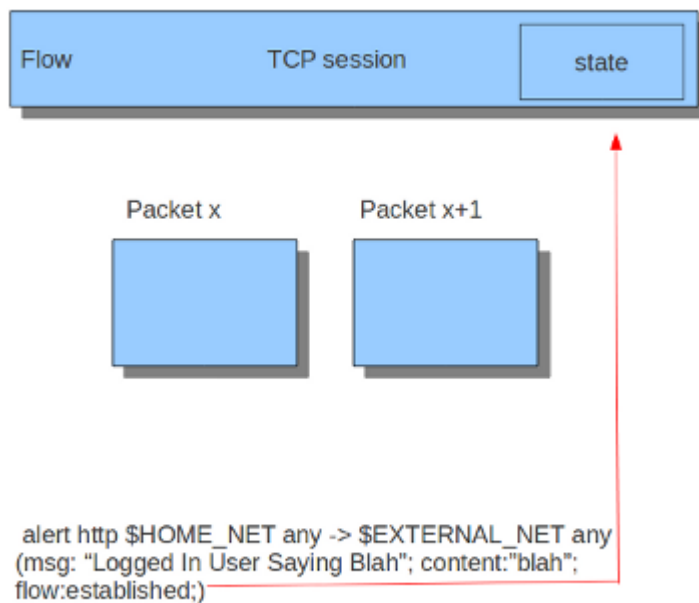 Flow TCP session state
Packet x Packet x+1
alert http $HOME_NET any -> $EXTERNAL_NET any
(msg: “Logged In User Saying Blah"; content:"blah”;
flow:established;)